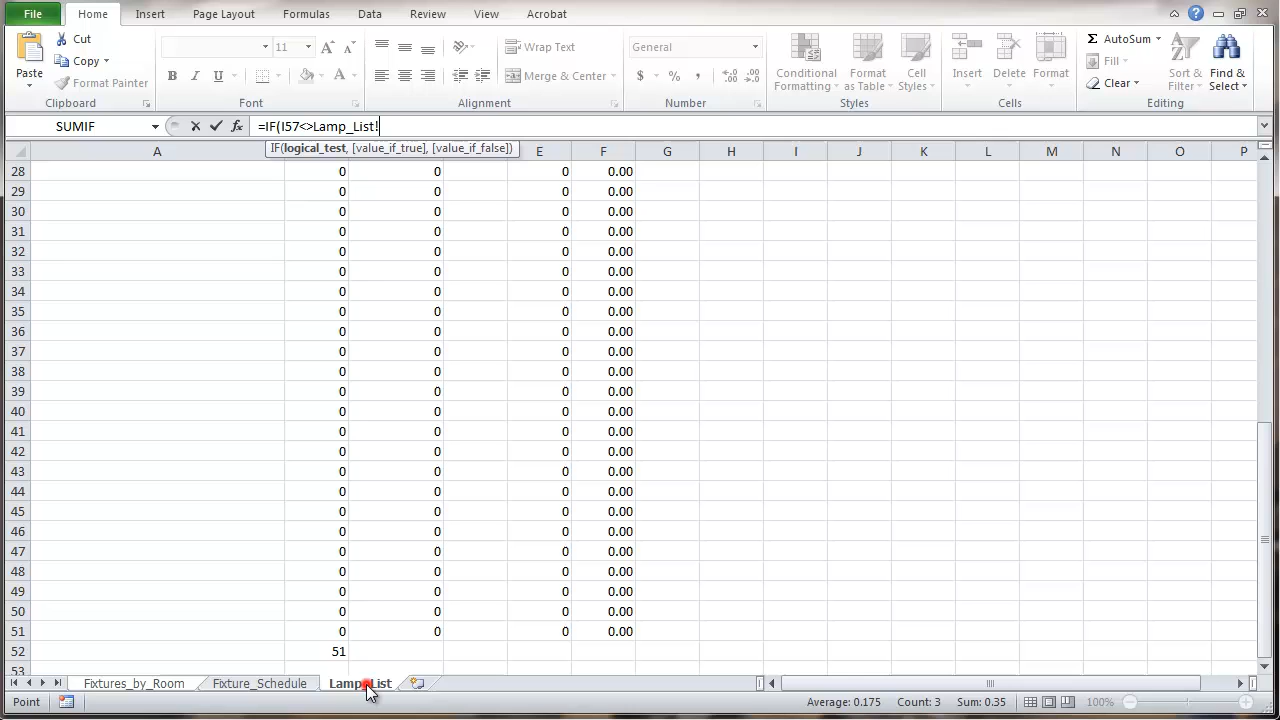 File Home Insert Page Layout Formulas Data Review View Acrobat
Paste Cut Copy Format Painter Clipboard
11 B I U A Font
Wrap Text Merge & Center Alignment
General $ % , Number
Conditional Formatting Format as Table Cell Styles Styles
Insert Delete Format Cells
Σ AutoSum Fill Clear Sort & Filter Find & Select Editing
SUMIF fx =IF(I57<>Lamp_List!
IF(logical_test, [value_if_true], [value_if_false])
A E F G H I J K L M N O P
28 0 0 0 0.00
29 0 0 0 0.00
30 0 0 0 0.00
31 0 0 0 0.00
32 0 0 0 0.00
33 0 0 0 0.00
34 0 0 0 0.00
35 0 0 0 0.00
36 0 0 0 0.00
37 0 0 0 0.00
38 0 0 0 0.00
39 0 0 0 0.00
40 0 0 0 0.00
41 0 0 0 0.00
42 0 0 0 0.00
43 0 0 0 0.00
44 0 0 0 0.00
45 0 0 0 0.00
46 0 0 0 0.00
47 0 0 0 0.00
48 0 0 0 0.00
49 0 0 0 0.00
50 0 0 0 0.00
51 0 0 0 0.00
52 51
53
Fixtures_by_Room Fixture_Schedule Lamp_List
Point Average: 0.175 Count: 3 Sum: 0.35 100%